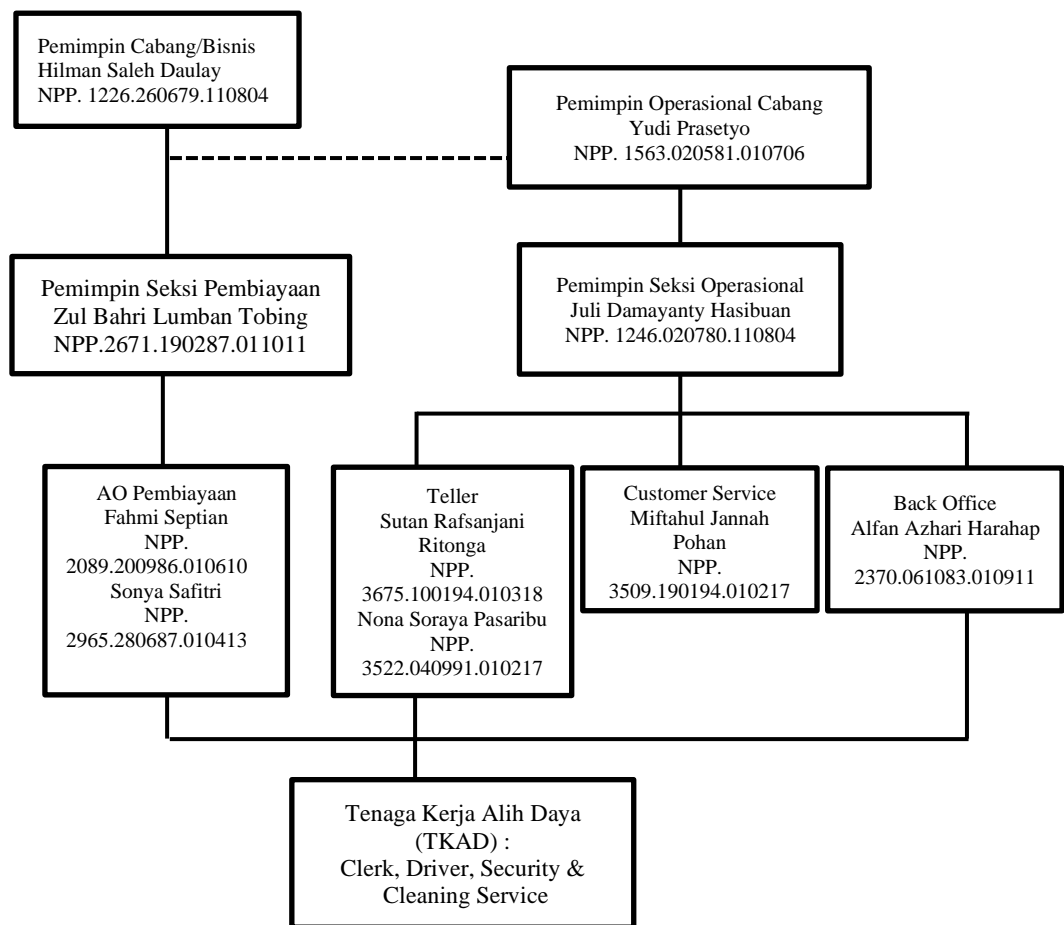 Pemimpin Cabang/Bisnis
Hilman Saleh Daulay
NPP. 1226.260679.110804
Pemimpin Operasional Cabang
Yudi Prasetyo
NPP. 1563.020581.010706
Pemimpin Seksi Pembiayaan
Zul Bahri Lumban Tobing
NPP.2671.190287.011011
Pemimpin Seksi Operasional
Juli Damayanty Hasibuan
NPP. 1246.020780.110804
AO Pembiayaan
Fahmi Septian
NPP.
2089.200986.010610
Sonya Safitri
NPP.
2965.280687.010413
Teller
Sutan Rafsanjani
Ritonga
NPP.
3675.100194.010318
Nona Soraya Pasaribu
NPP.
3522.040991.010217
Customer Service
Miftahul Jannah
Pohan
NPP.
3509.190194.010217
Back Office
Alfan Azhari Harahap
NPP.
2370.061083.010911
Tenaga Kerja Alih Daya
(TKAD) :
Clerk, Driver, Security &
Cleaning Service